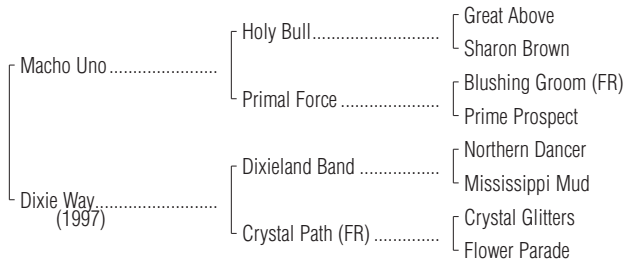 Great Above
Holy Bull
Sharon Brown
Macho Uno
Blushing Groom (FR)
Primal Force
Prime Prospect
Northern Dancer
Dixieland Band
Mississippi Mud
Dixie Way
(1997)
Crystal Glitters
Crystal Path (FR)
Flower Parade